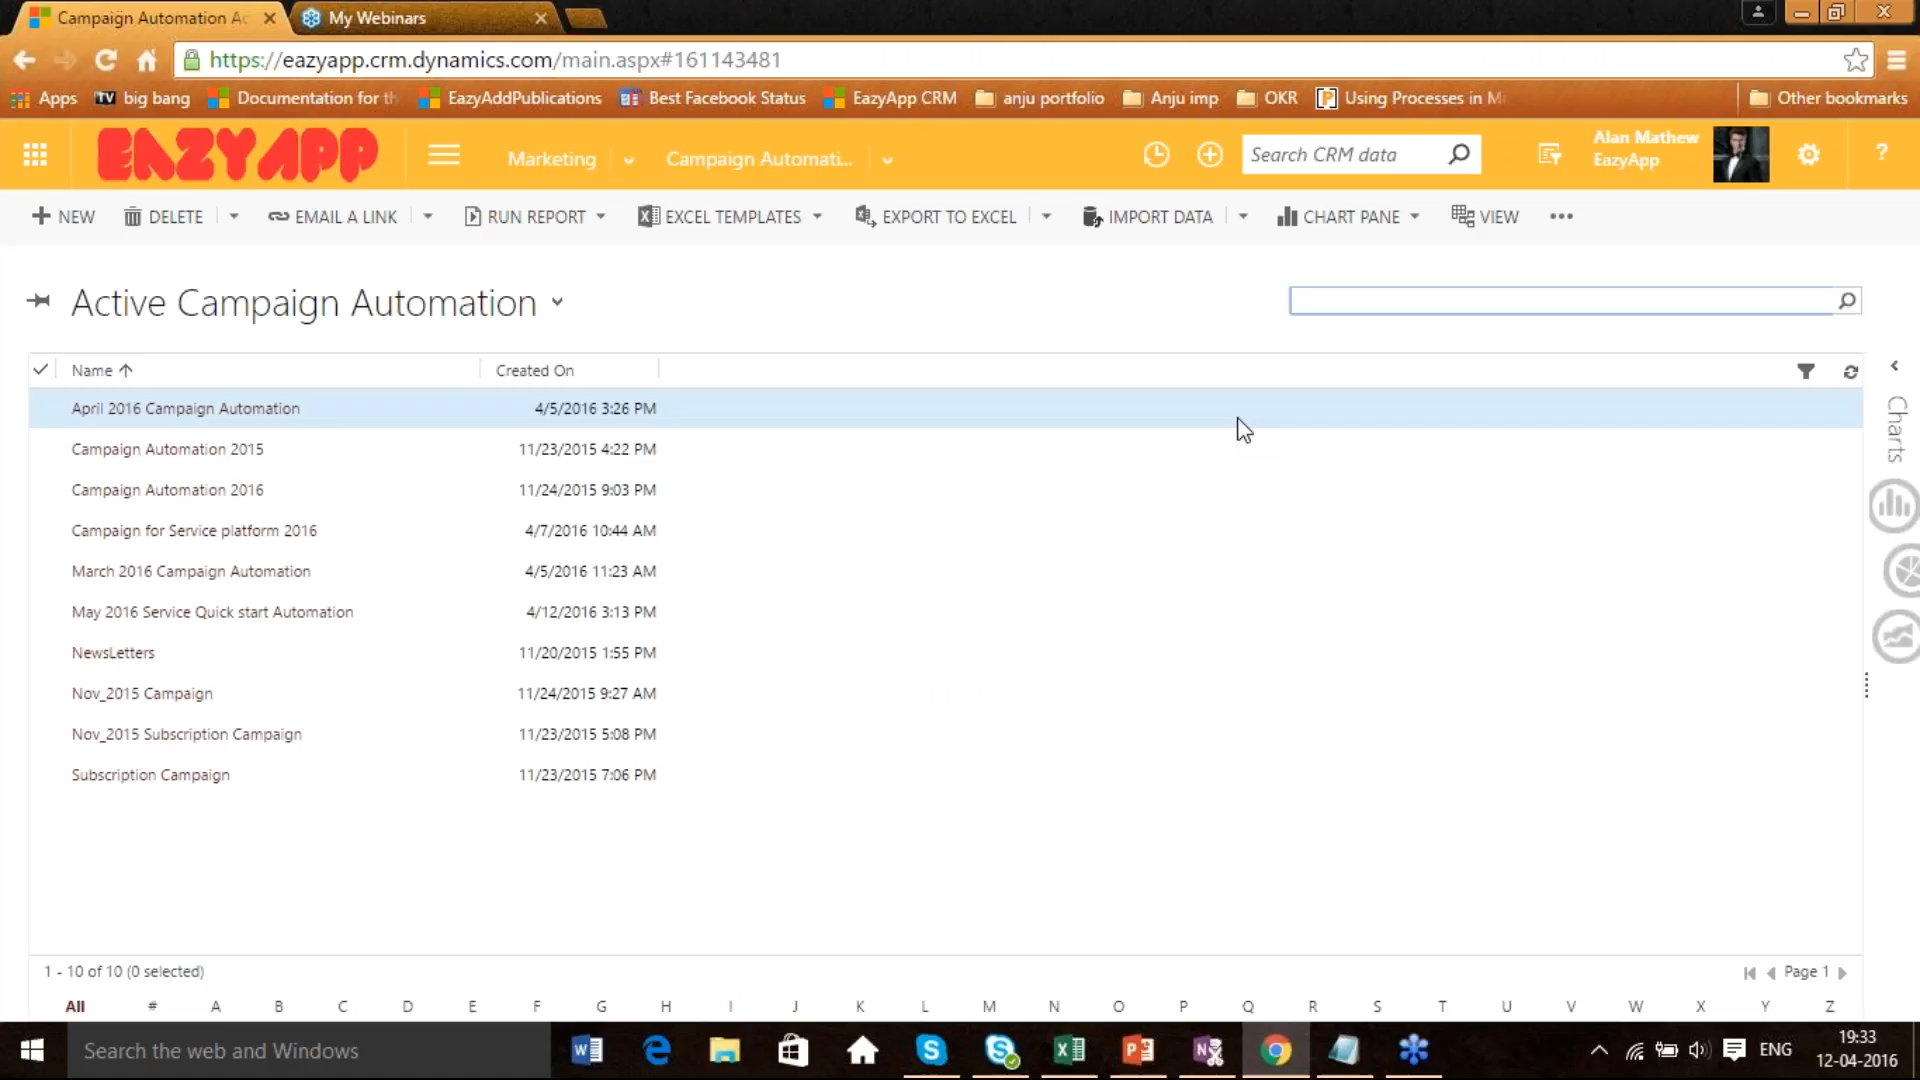 Campaign Automation Ac
My Webinars
https://eazyapp.crm.dynamics.com/main.aspx#161143481
Apps
TV big bang
Documentation for th
EazyAddPublications
Best Facebook Status
EazyApp CRM
anju portfolio
Anju imp
OKR
Using Processes in M
Other bookmarks
EAZYAPP
Marketing
Campaign Automati...
Search CRM data
Alan Mathew
EazyApp
?
NEW
DELETE
EMAIL A LINK
RUN REPORT
EXCEL TEMPLATES
EXPORT TO EXCEL
IMPORT DATA
CHART PANE
VIEW
Active Campaign Automation
Name
Created On
April 2016 Campaign Automation 4/5/2016 3:26 PM
Campaign Automation 2015 11/23/2015 4:22 PM
Campaign Automation 2016 11/24/2015 9:03 PM
Campaign for Service platform 2016 4/7/2016 10:44 AM
March 2016 Campaign Automation 4/5/2016 11:23 AM
May 2016 Service Quick start Automation 4/12/2016 3:13 PM
NewsLetters 11/20/2015 1:55 PM
Nov_2015 Campaign 11/24/2015 9:27 AM
Nov_2015 Subscription Campaign 11/23/2015 5:08 PM
Subscription Campaign 11/23/2015 7:06 PM
Charts
1 - 10 of 10 (0 selected)
Page 1
All # A B C D E F G H I J K L M N O P Q R S T U V W X Y Z
Search the web and Windows
ENG
19:33
12-04-2016